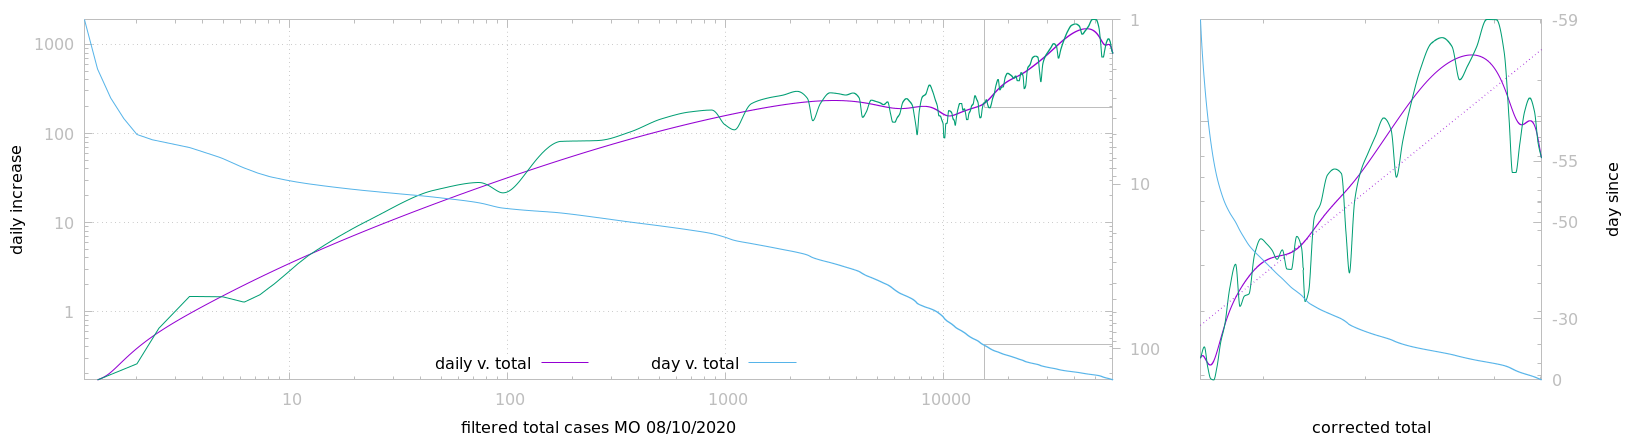 1000
100
10
1
daily increase
daily v. total
day v. total
10
100
1000
10000
filtered total cases MO 08/10/2020
1
10
100
-59
-55
-50
-30
0
day since
corrected total